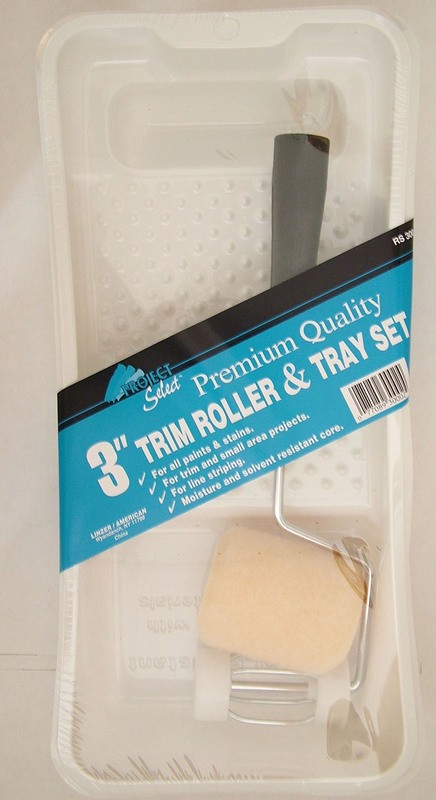 RS 300
PROJECT
Select™
Premium Quality
3" TRIM ROLLER & TRAY SET
✓ For all paints & stains.
✓ For trim and small area projects.
✓ For line striping.
✓ Moisture and solvent resistant core.
LINZER / AMERICAN
Wyandanch, NY 11798
China